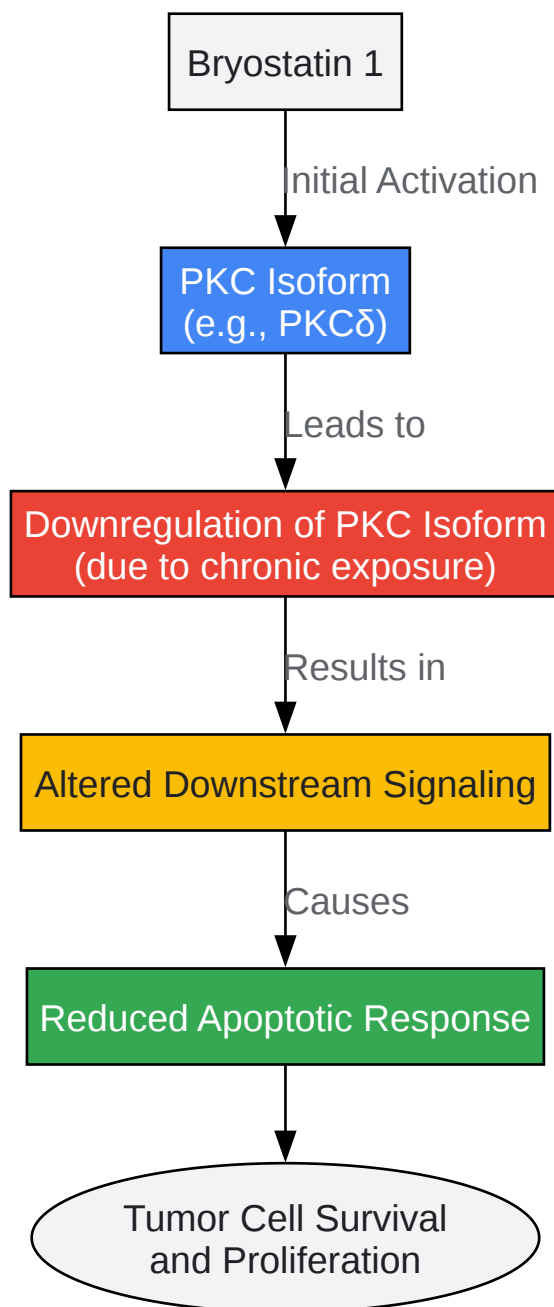 Bryostatin 1
Initial Activation
PKC Isoform
(e.g., PKCδ)
Leads to
Downregulation of PKC Isoform
(due to chronic exposure)
Results in
Altered Downstream Signaling
Causes
Reduced Apoptotic Response
Tumor Cell Survival
and Proliferation